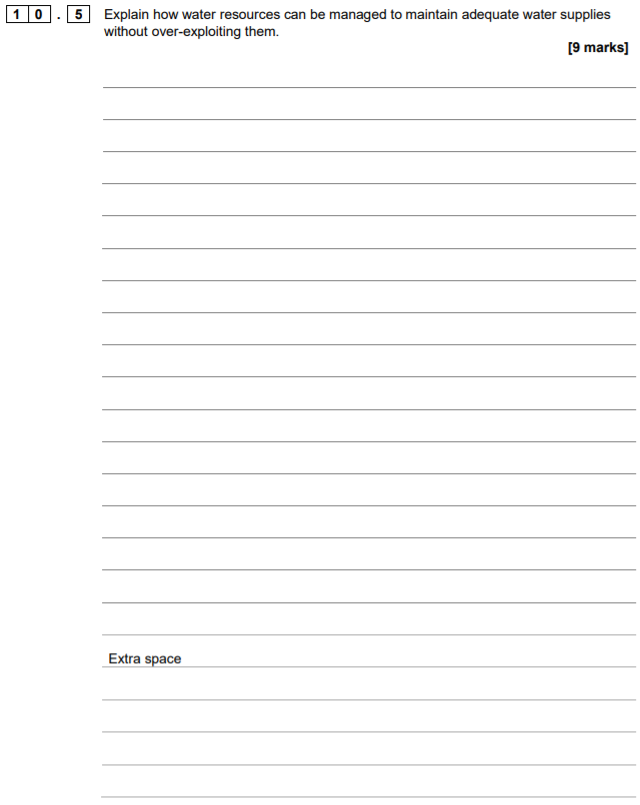 1 0 . 5 Explain how water resources can be managed to maintain adequate water supplies
without over-exploiting them.
[9 marks]
Extra space